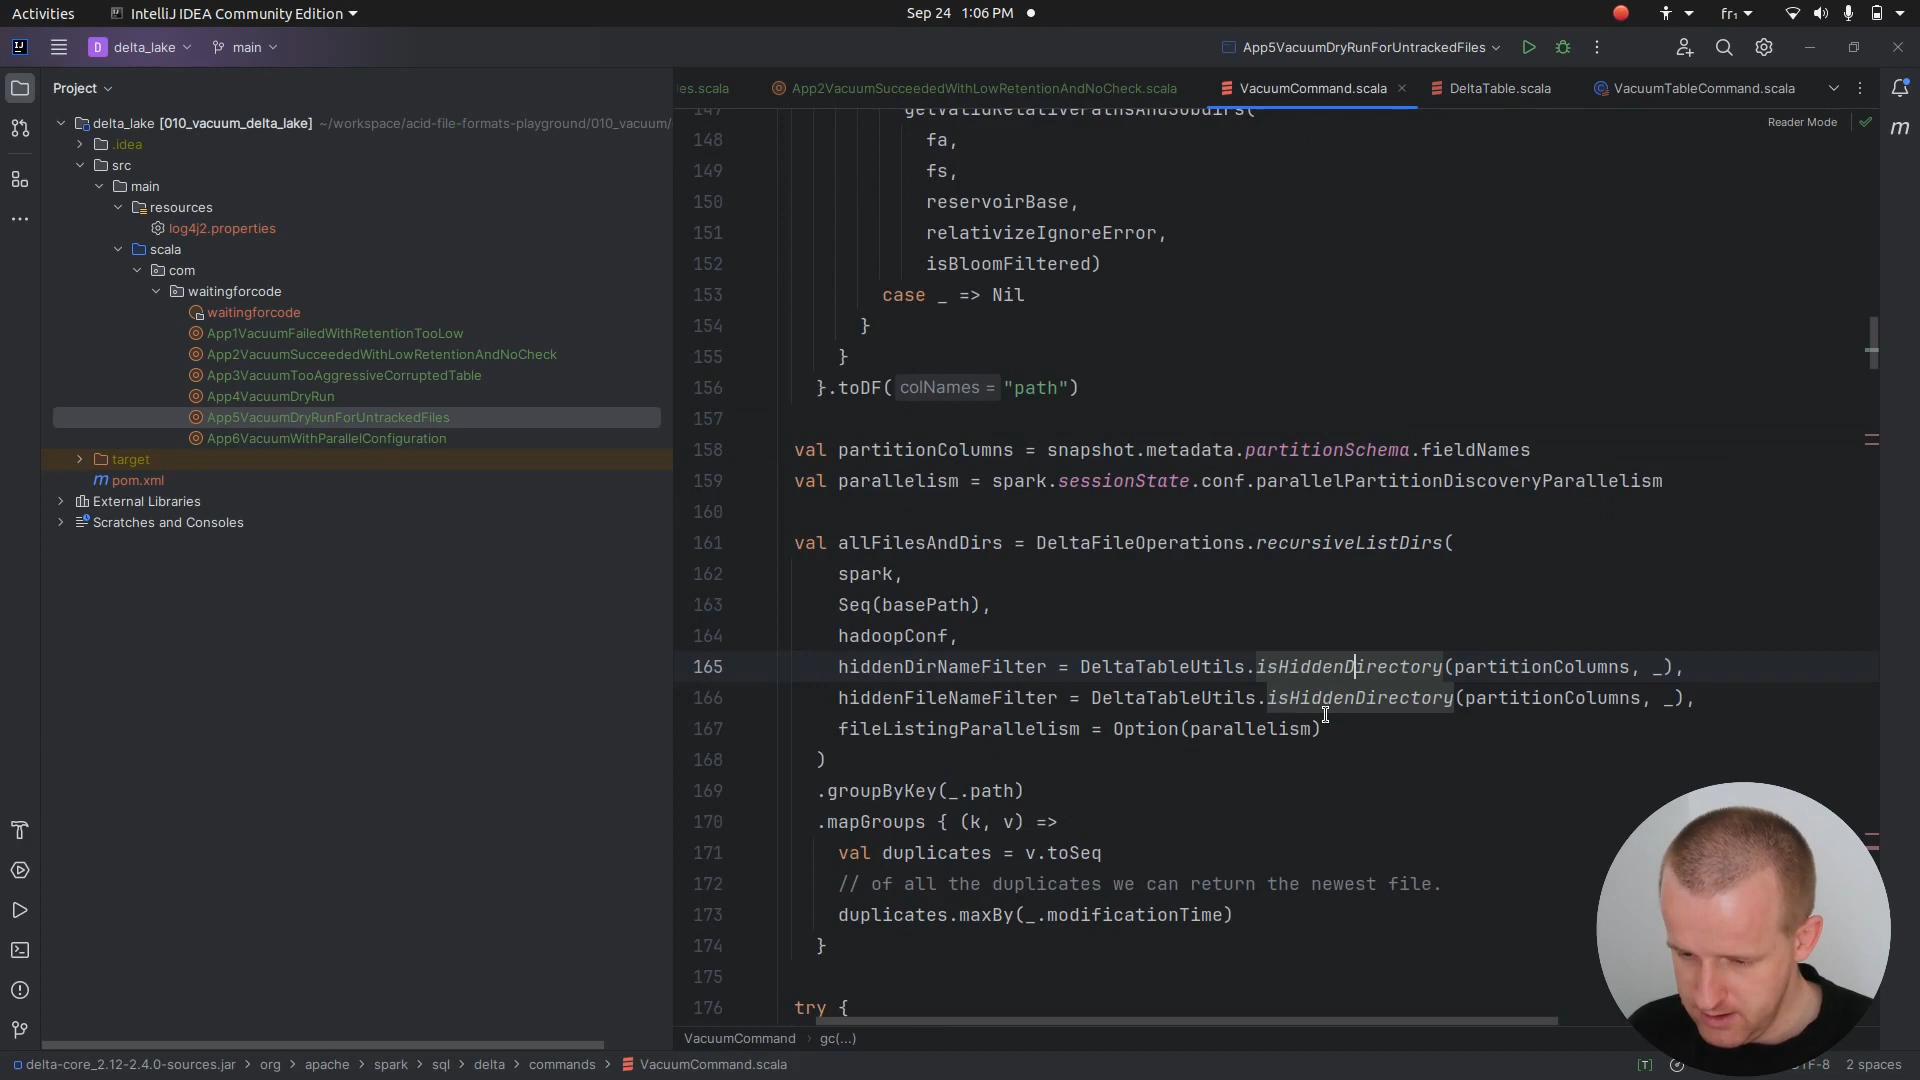 Activities
IntelliJ IDEA Community Edition
Sep 24 1:06 PM
fr₁
D delta_lake
main
App5VacuumDryRunForUntrackedFiles
Project
es.scala
App2VacuumSucceededWithLowRetentionAndNoCheck.scala
VacuumCommand.scala
DeltaTable.scala
VacuumTableCommand.scala
Reader Mode
delta_lake [010_vacuum_delta_lake] ~/workspace/acid-file-formats-playground/010_vacuum/
.idea
src
main
resources
log4j2.properties
scala
com
waitingforcode
waitingforcode
App1VacuumFailedWithRetentionTooLow
App2VacuumSucceededWithLowRetentionAndNoCheck
App3VacuumTooAggressiveCorruptedTable
App4VacuumDryRun
App5VacuumDryRunForUntrackedFiles
App6VacuumWithParallelConfiguration
target
m pom.xml
External Libraries
Scratches and Consoles
147 getValidRelativePathsAndSubdirs(
148 fa,
149 fs,
150 reservoirBase,
151 relativizeIgnoreError,
152 isBloomFiltered)
153 case _ => Nil
154 }
155 }
156 }.toDF( colNames = "path")
157
158 val partitionColumns = snapshot.metadata.partitionSchema.fieldNames
159 val parallelism = spark.sessionState.conf.parallelPartitionDiscoveryParallelism
160
161 val allFilesAndDirs = DeltaFileOperations.recursiveListDirs(
162 spark,
163 Seq(basePath),
164 hadoopConf,
165 hiddenDirNameFilter = DeltaTableUtils.isHiddenDirectory(partitionColumns, _),
166 hiddenFileNameFilter = DeltaTableUtils.isHiddenDirectory(partitionColumns, _),
167 fileListingParallelism = Option(parallelism)
168 )
169 .groupByKey(_.path)
170 .mapGroups { (k, v) =>
171 val duplicates = v.toSeq
172 // of all the duplicates we can return the newest file.
173 duplicates.maxBy(_.modificationTime)
174 }
175
176 try {
VacuumCommand
gc(...)
delta-core_2.12-2.4.0-sources.jar > org > apache > spark > sql > delta > commands > VacuumCommand.scala
[T]
TF-8
2 spaces